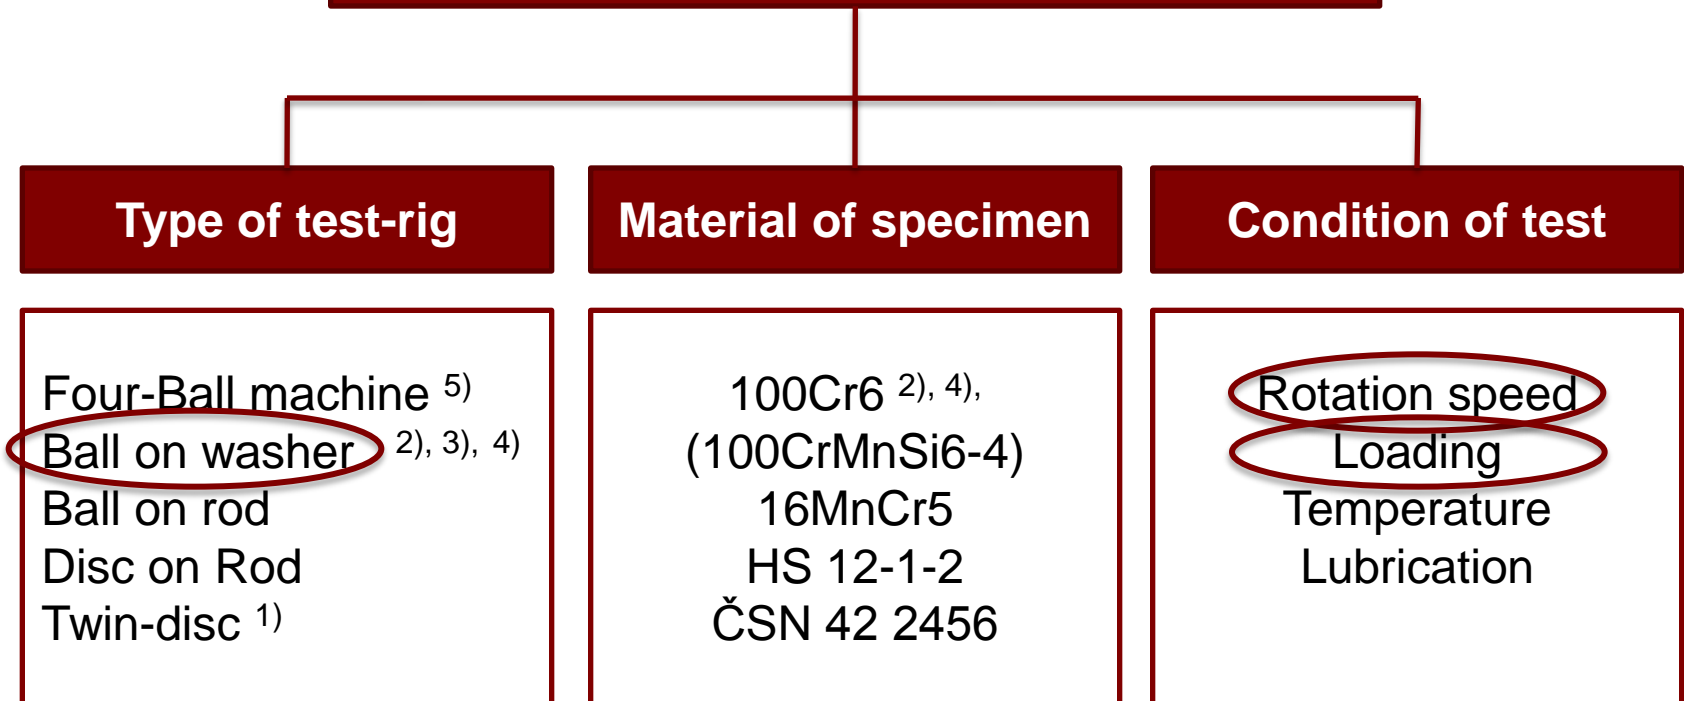 Type of test-rig
Four-Ball machine 5)
Ball on washer 2), 3), 4)
Ball on rod
Disc on Rod
Twin-disc 1)
Material of specimen
100Cr6 2), 4),
(100CrMnSi6-4)
16MnCr5
HS 12-1-2
ČSN 42 2456
Condition of test
Rotation speed
Loading
Temperature
Lubrication